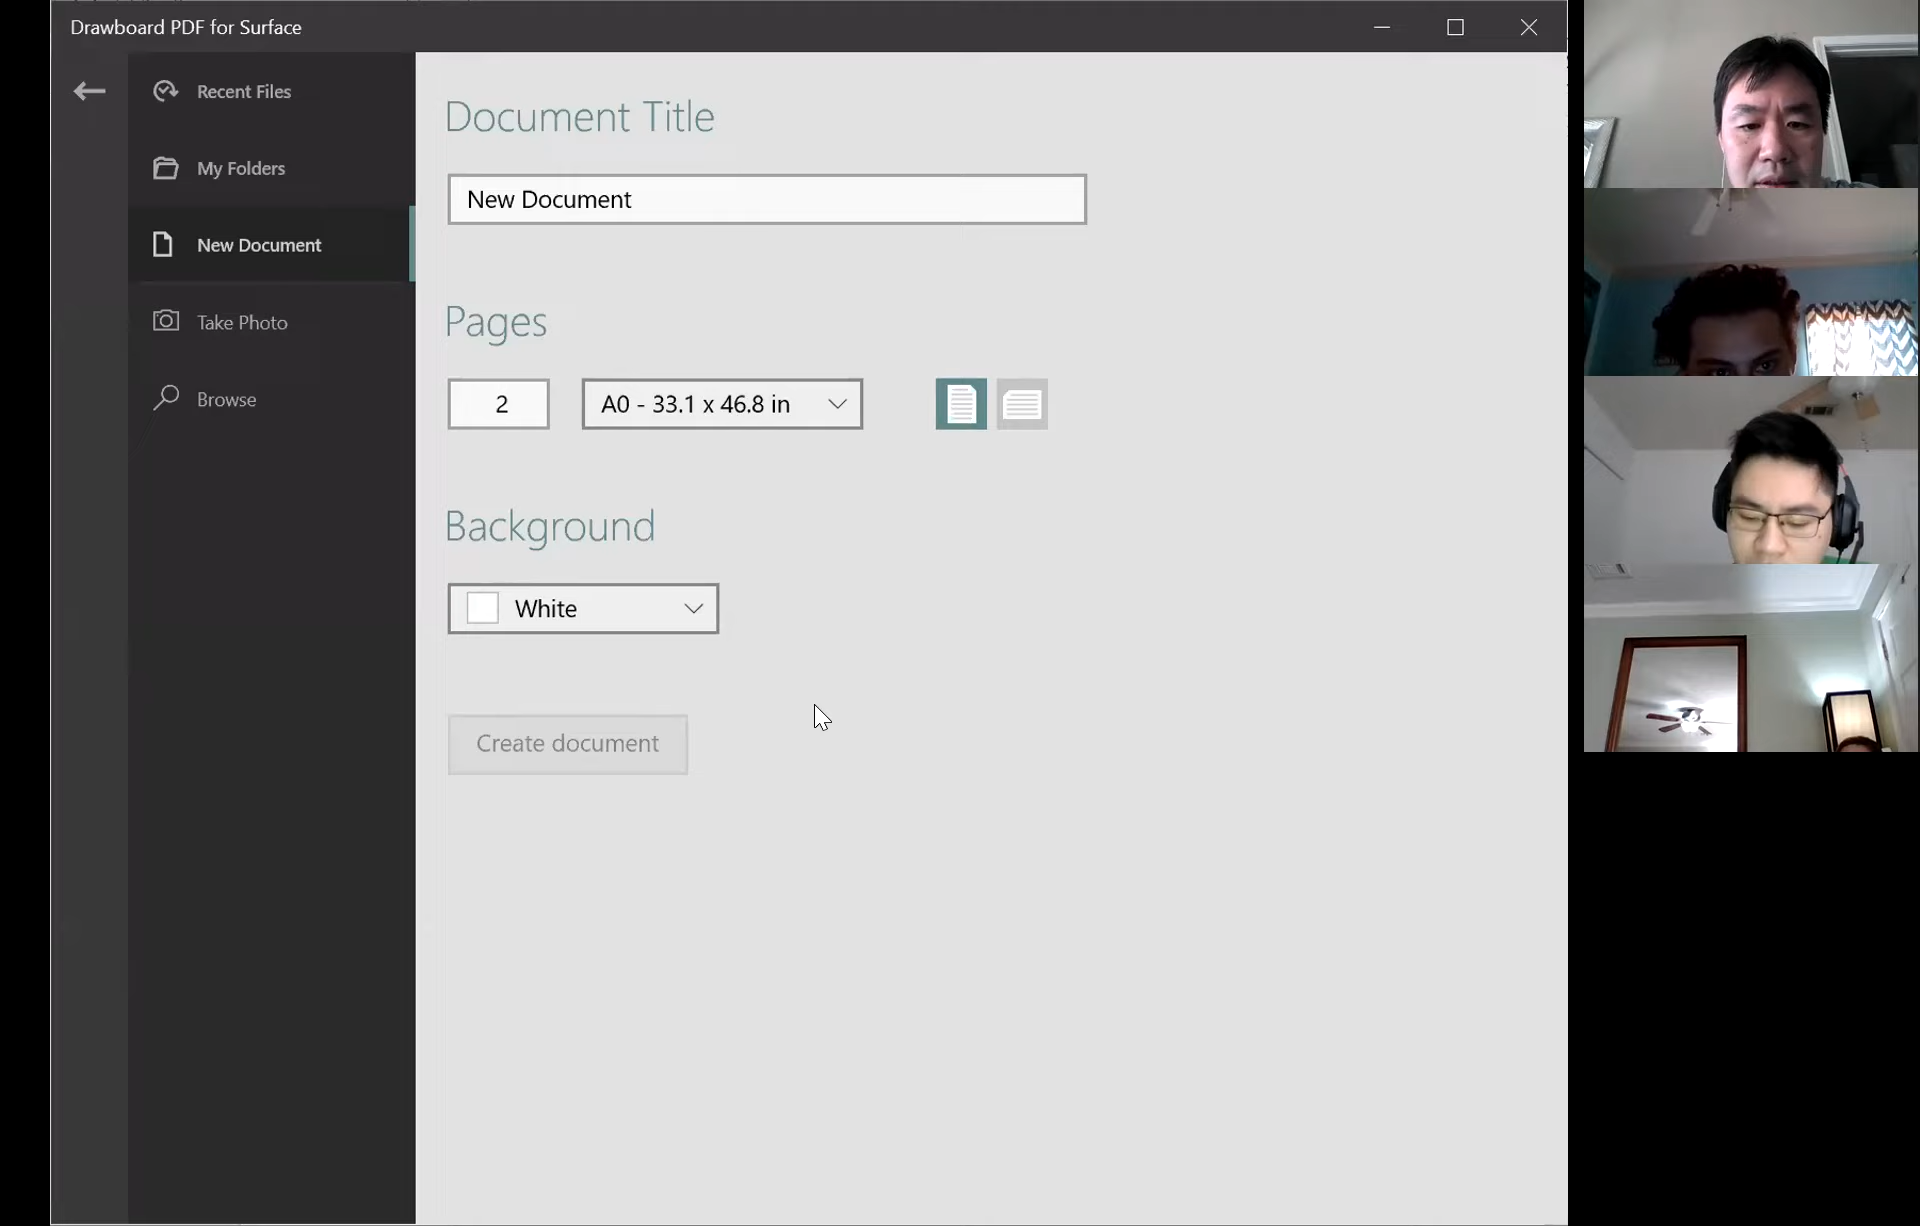 Drawboard PDF for Surface
Recent Files
My Folders
New Document
Take Photo
Browse
Document Title
New Document
Pages
2
A0 - 33.1 x 46.8 in
Background
White
Create document